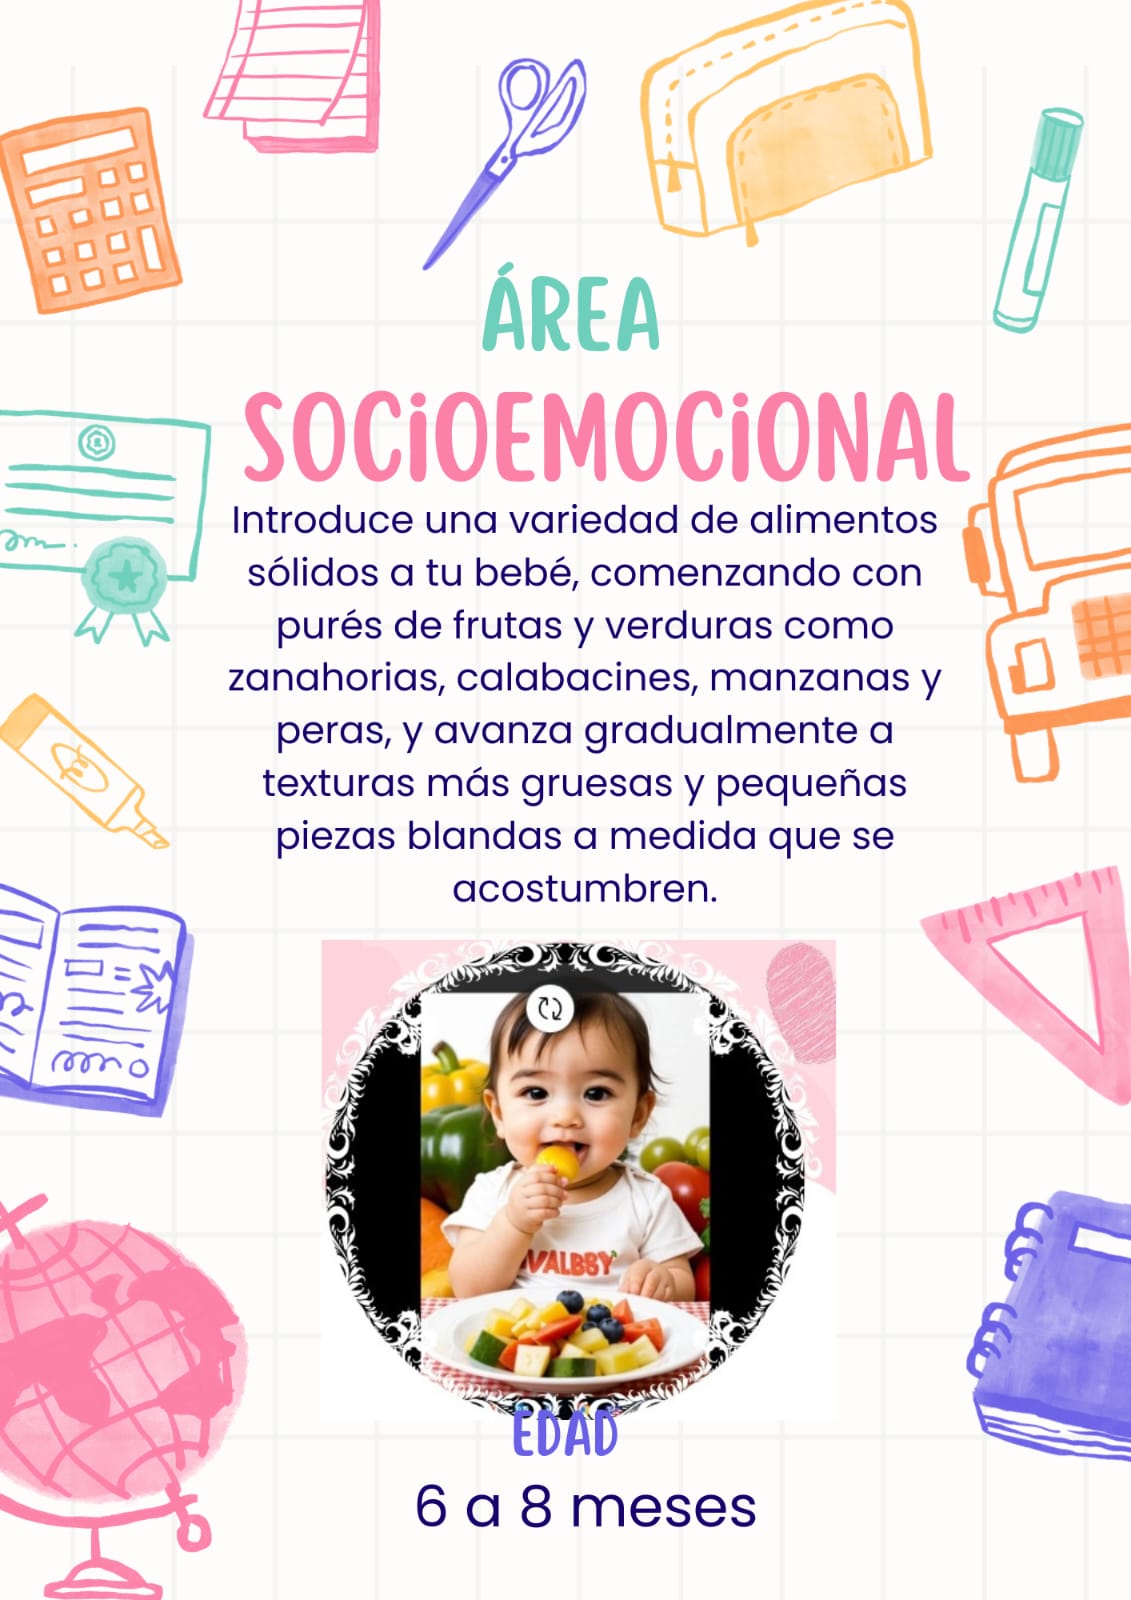 ÁREA
SOCIOEMOCIONAL
Introduce una variedad de alimentos
sólidos a tu bebé, comenzando con
purés de frutas y verduras como
zanahorias, calabacines, manzanas y
peras, y avanza gradualmente a
texturas más gruesas y pequeñas
piezas blandas a medida que se
acostumbren.
VALBSY
EDAD
6 a 8 meses